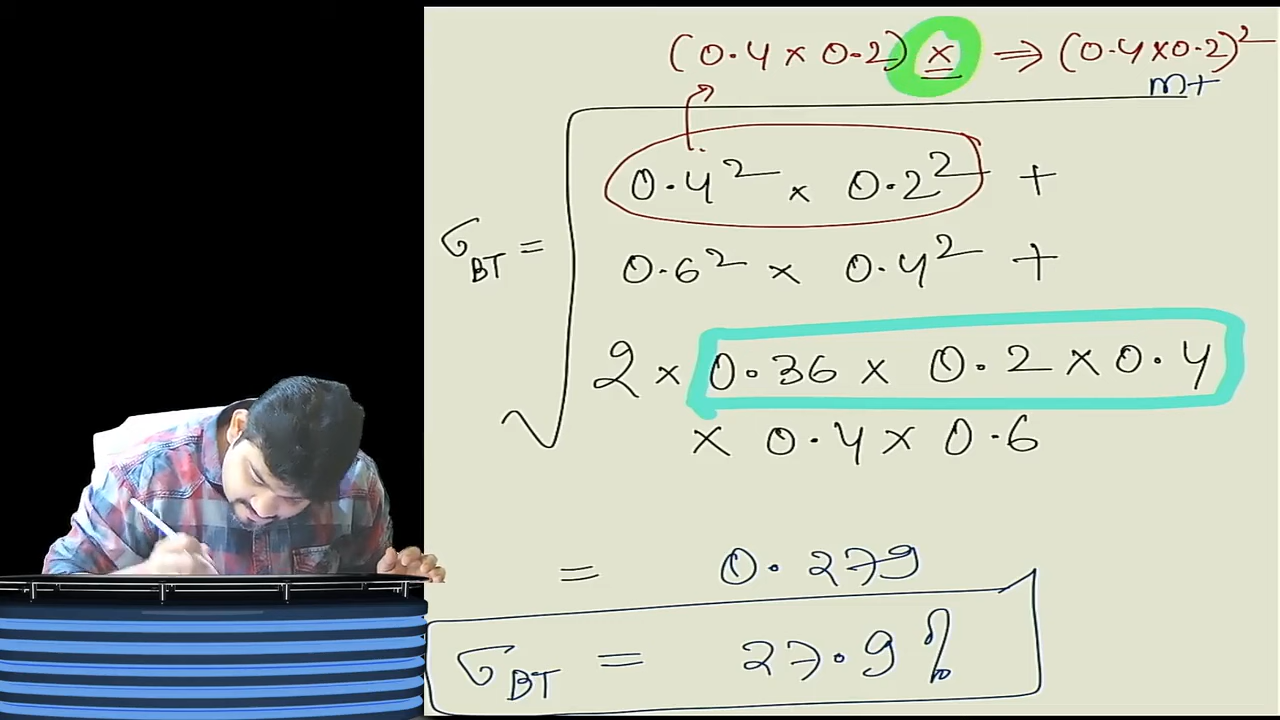 (0.4 × 0.2) × ⇒ (0.4×0.2)²
m+
0.4² × 0.2² +
σBT = √ 0.6² × 0.4² +
2 × 0.36 × 0.2 × 0.4
× 0.4 × 0.6
= 0.279
σBT = 27.9%